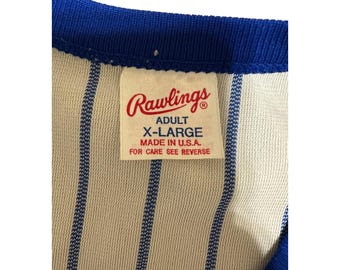 Rawlings®
ADULT
X-LARGE
MADE IN U.S.A.
FOR CARE SEE REVERSE